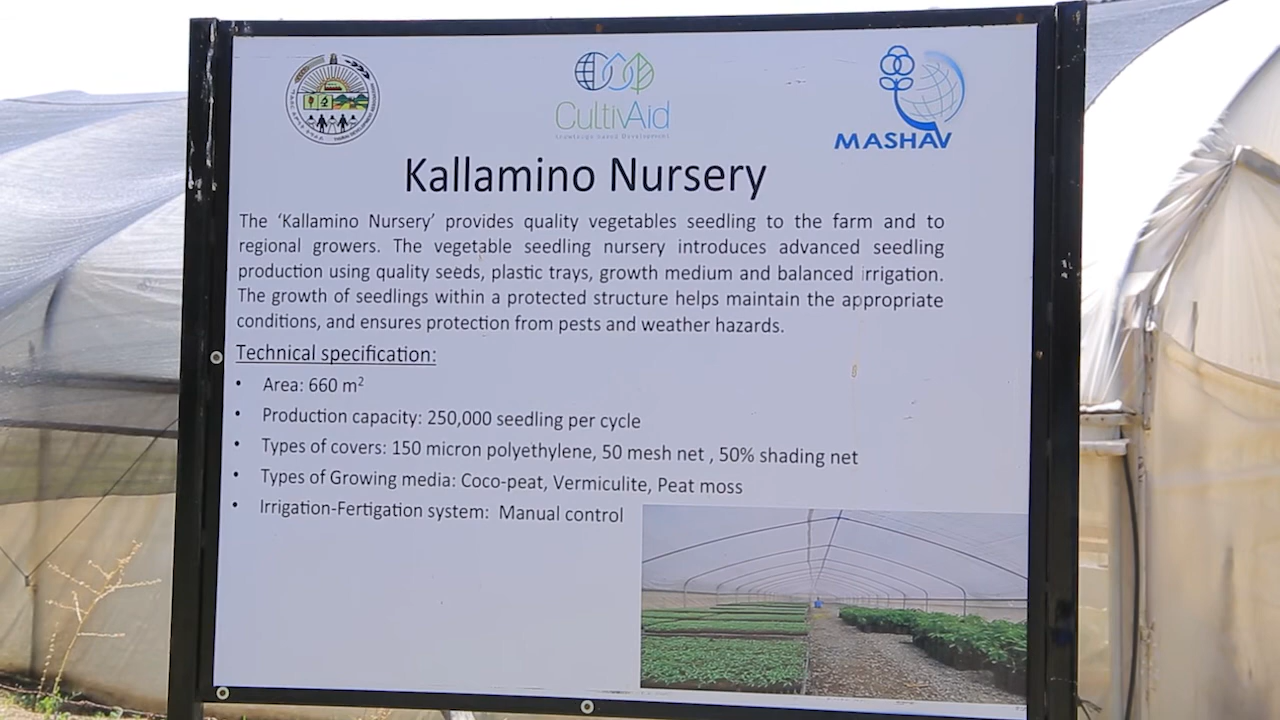 CultivAid
Knowledge Based Development
MASHAV
Kallamino Nursery
The ‘Kallamino Nursery’ provides quality vegetables seedling to the farm and to
regional growers. The vegetable seedling nursery introduces advanced seedling
production using quality seeds, plastic trays, growth medium and balanced irrigation.
The growth of seedlings within a protected structure helps maintain the appropriate
conditions, and ensures protection from pests and weather hazards.
Technical specification:
• Area: 660 m²
• Production capacity: 250,000 seedling per cycle
• Types of covers: 150 micron polyethylene, 50 mesh net , 50% shading net
• Types of Growing media: Coco-peat, Vermiculite, Peat moss
• Irrigation-Fertigation system: Manual control